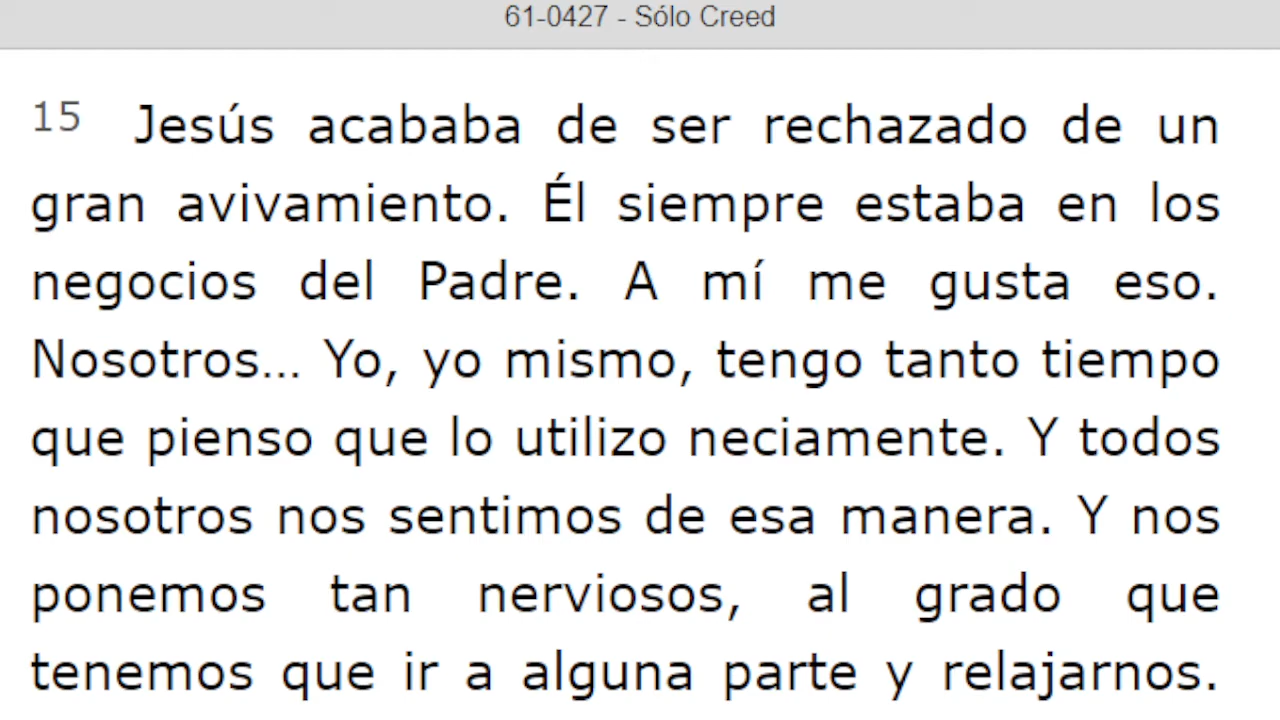 61-0427 - Sólo Creed
15 Jesús acababa de ser rechazado de un
gran avivamiento. Él siempre estaba en los
negocios del Padre. A mí me gusta eso.
Nosotros... Yo, yo mismo, tengo tanto tiempo
que pienso que lo utilizo neciamente. Y todos
nosotros nos sentimos de esa manera. Y nos
ponemos tan nerviosos, al grado que
tenemos que ir a alguna parte y relajarnos.